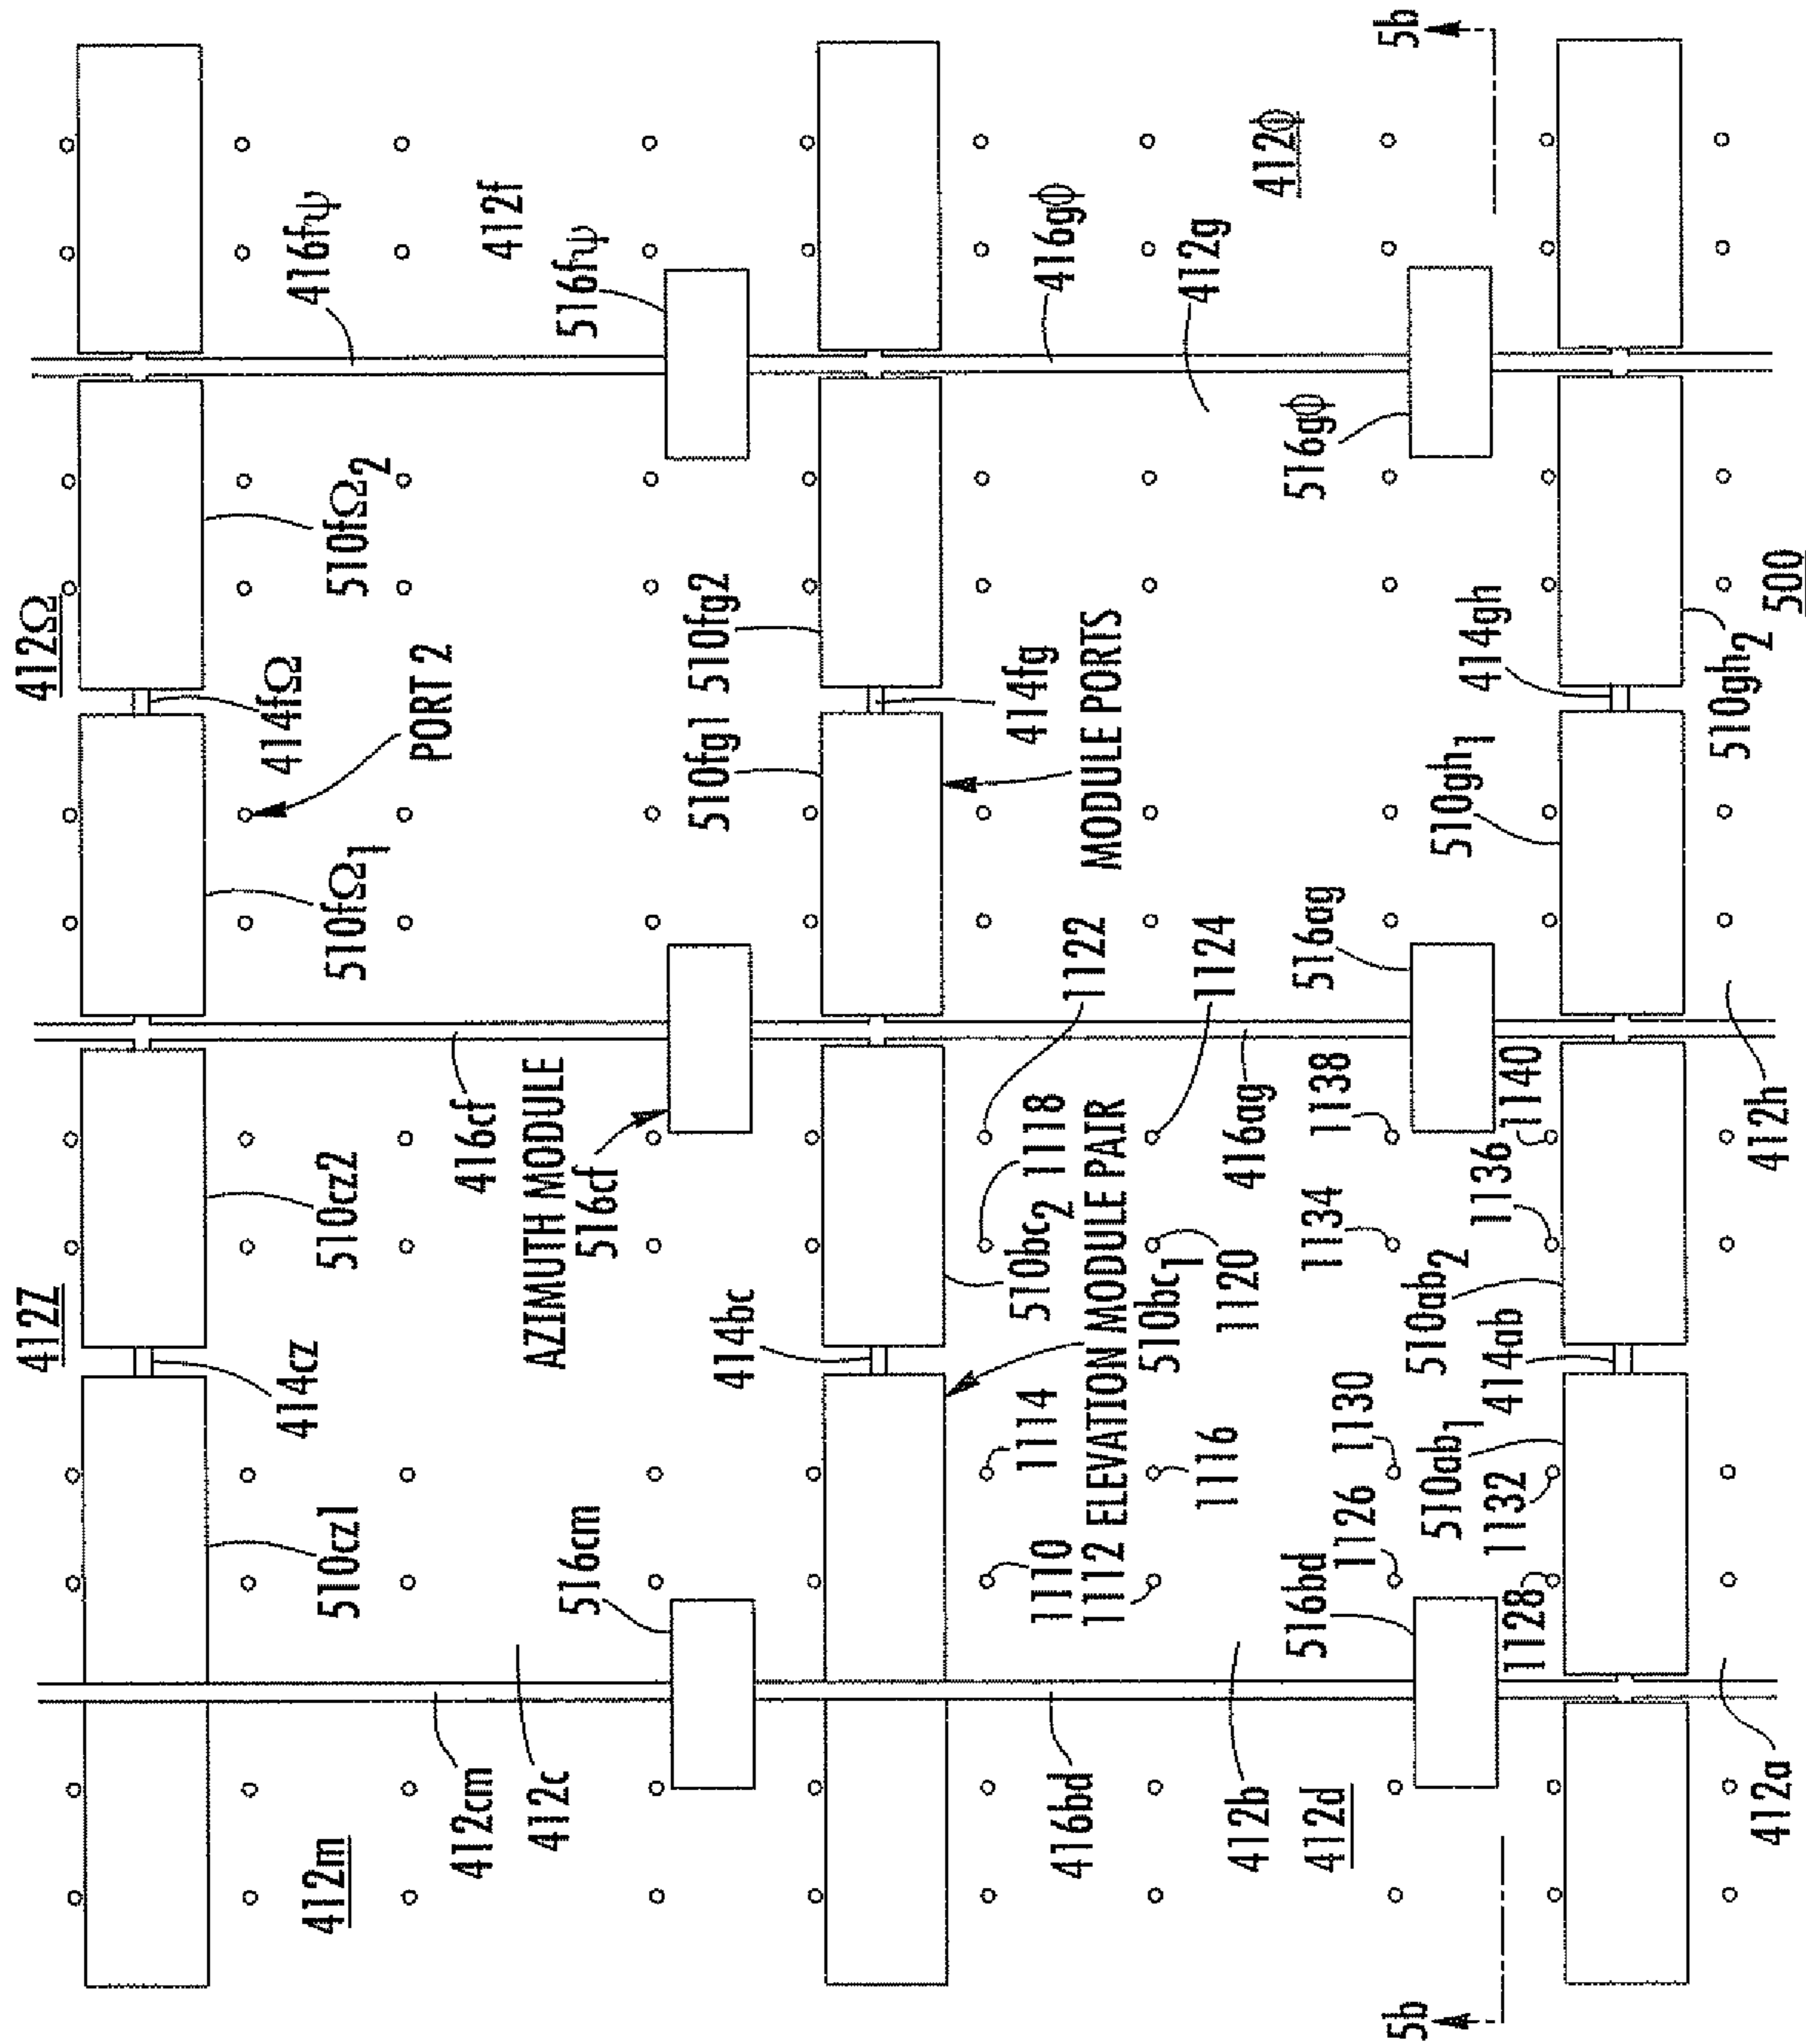 412Z
412Ω
412m
510cz1
414cz
510cz2
510fΩ1
414fΩ
PORT 2
510fΩ2
416fψ
412cm
412c
516cm
416cf
AZIMUTH MODULE
516cf
412f
516fψ
414bc
510fg1 510fg2
510bc2 1118
1122
414fg
416gϕ
1110
1114
1112 ELEVATION MODULE PAIR
MODULE PORTS
416bd
1116
510bc1
1120
1124
412g
412b
416ag
412ϕ
412d
516bd
1126 1130
1134
1138
516ag
516gϕ
5b
5b
510ab1
510ab2
1128
1132
414ab
1136
1140
510gh1
414gh
412a
412h
510gh2
500